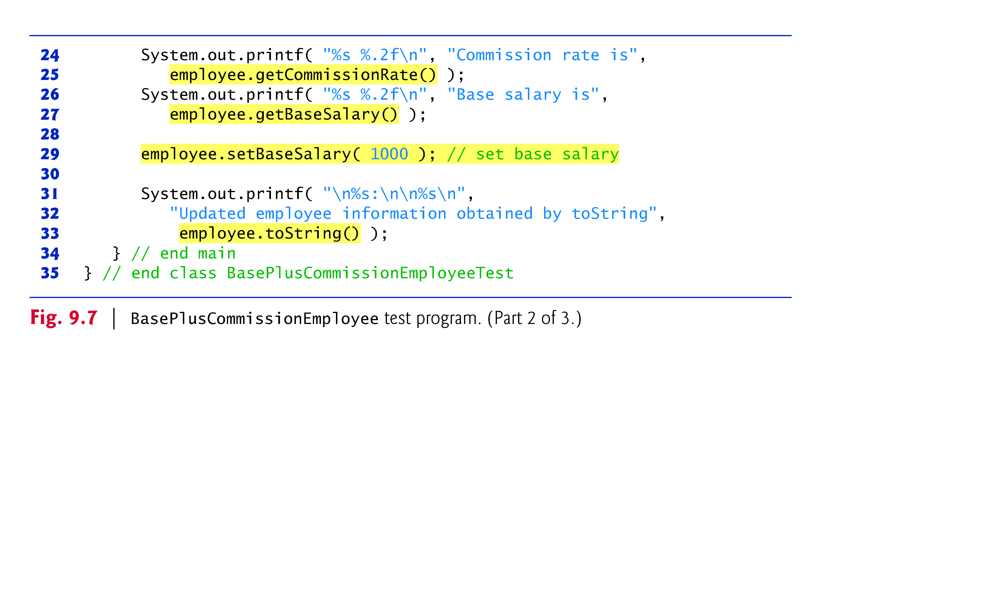 24 System.out.printf( "%s %.2f\n", "Commission rate is",
25 employee.getCommissionRate() );
26 System.out.printf( "%s %.2f\n", "Base salary is",
27 employee.getBaseSalary() );
28
29 employee.setBaseSalary( 1000 ); // set base salary
30
31 System.out.printf( "\n%s:\n\n%s\n",
32 "Updated employee information obtained by toString",
33 employee.toString() );
34 } // end main
35 } // end class BasePlusCommissionEmployeeTest
Fig. 9.7 | BasePlusCommissionEmployee test program. (Part 2 of 3.)